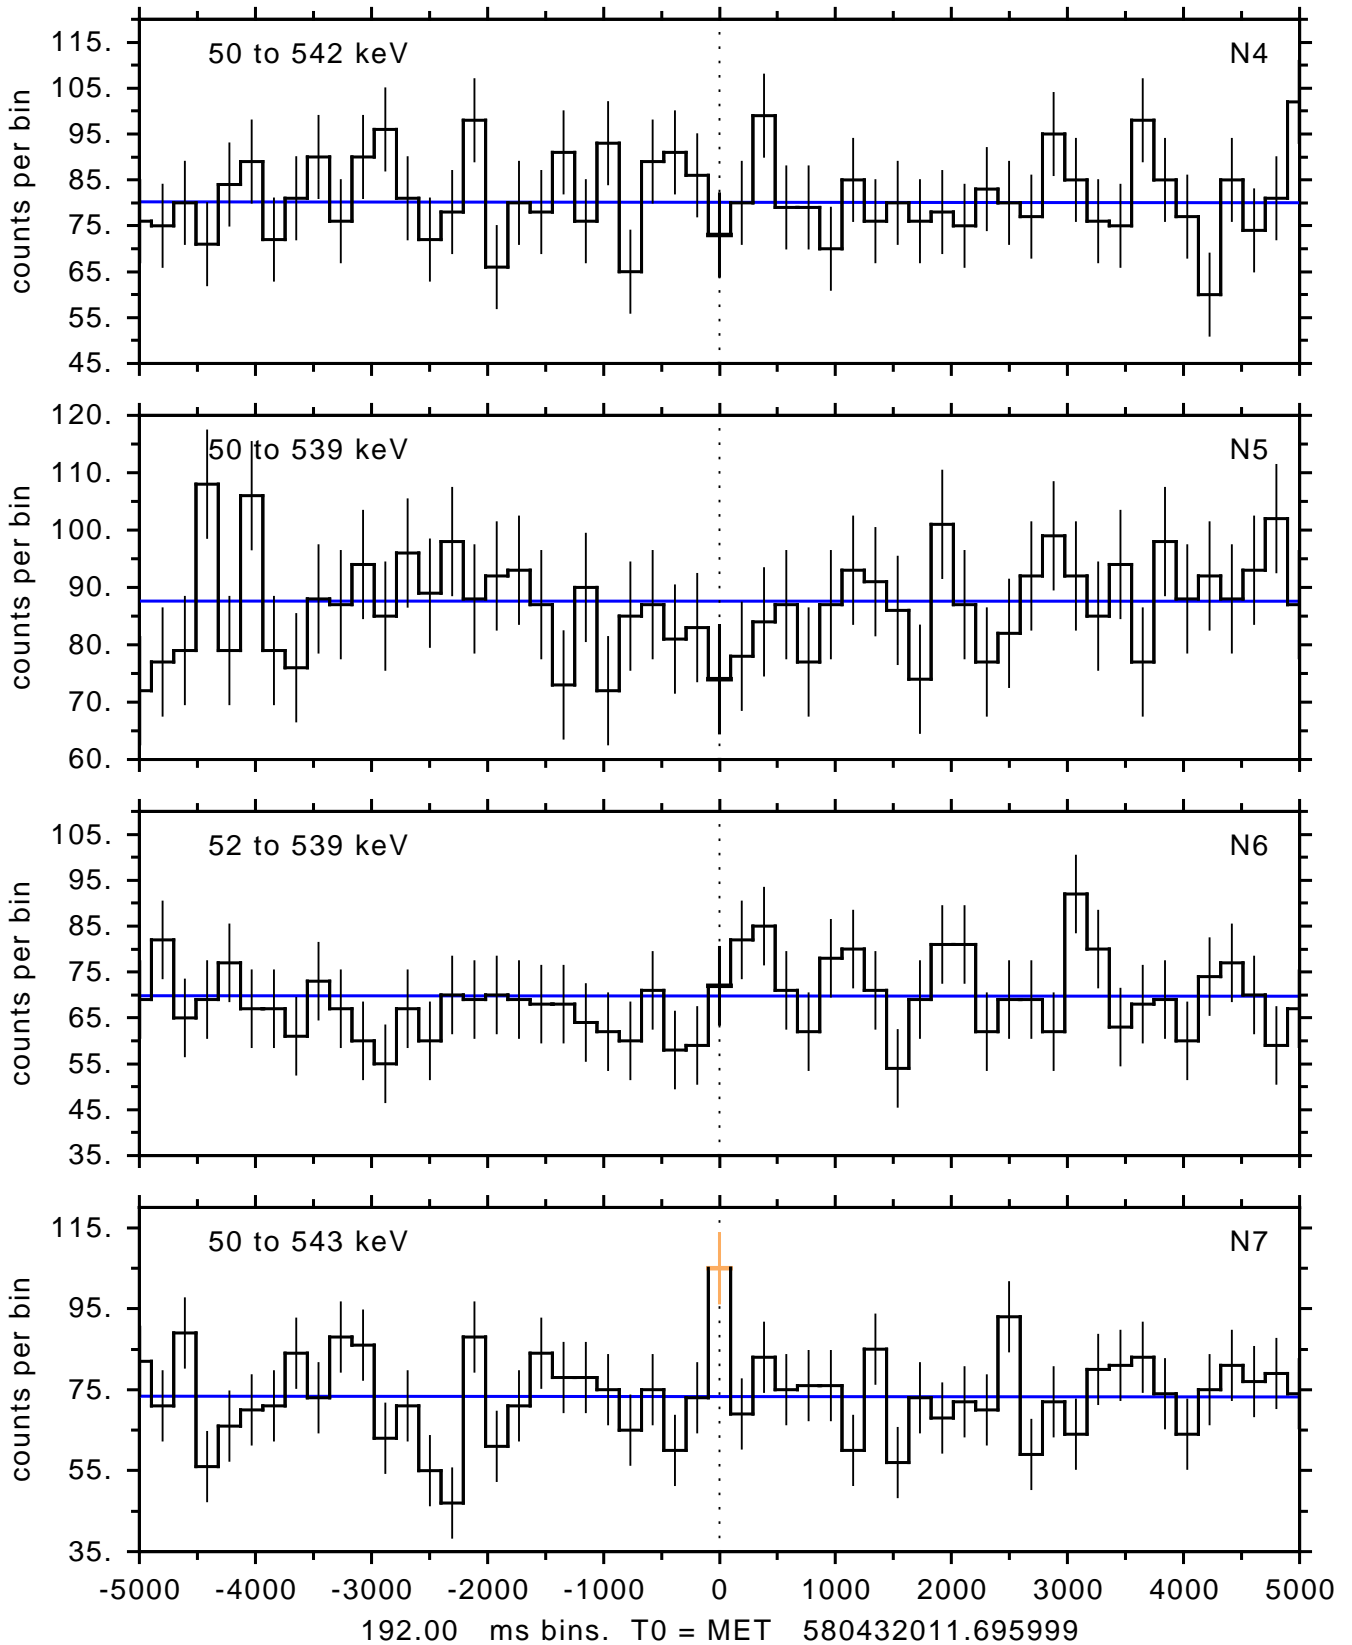 50 to 542 keV N4
counts per bin
115.
105.
95.
85.
75.
65.
55.
45.
50 to 539 keV N5
counts per bin
120.
110.
100.
90.
80.
70.
60.
52 to 539 keV N6
counts per bin
105.
95.
85.
75.
65.
55.
45.
35.
50 to 543 keV N7
counts per bin
115.
95.
75.
55.
35.
-5000 -4000 -3000 -2000 -1000 0 1000 2000 3000 4000 5000
192.00 ms bins. T0 = MET 580432011.695999